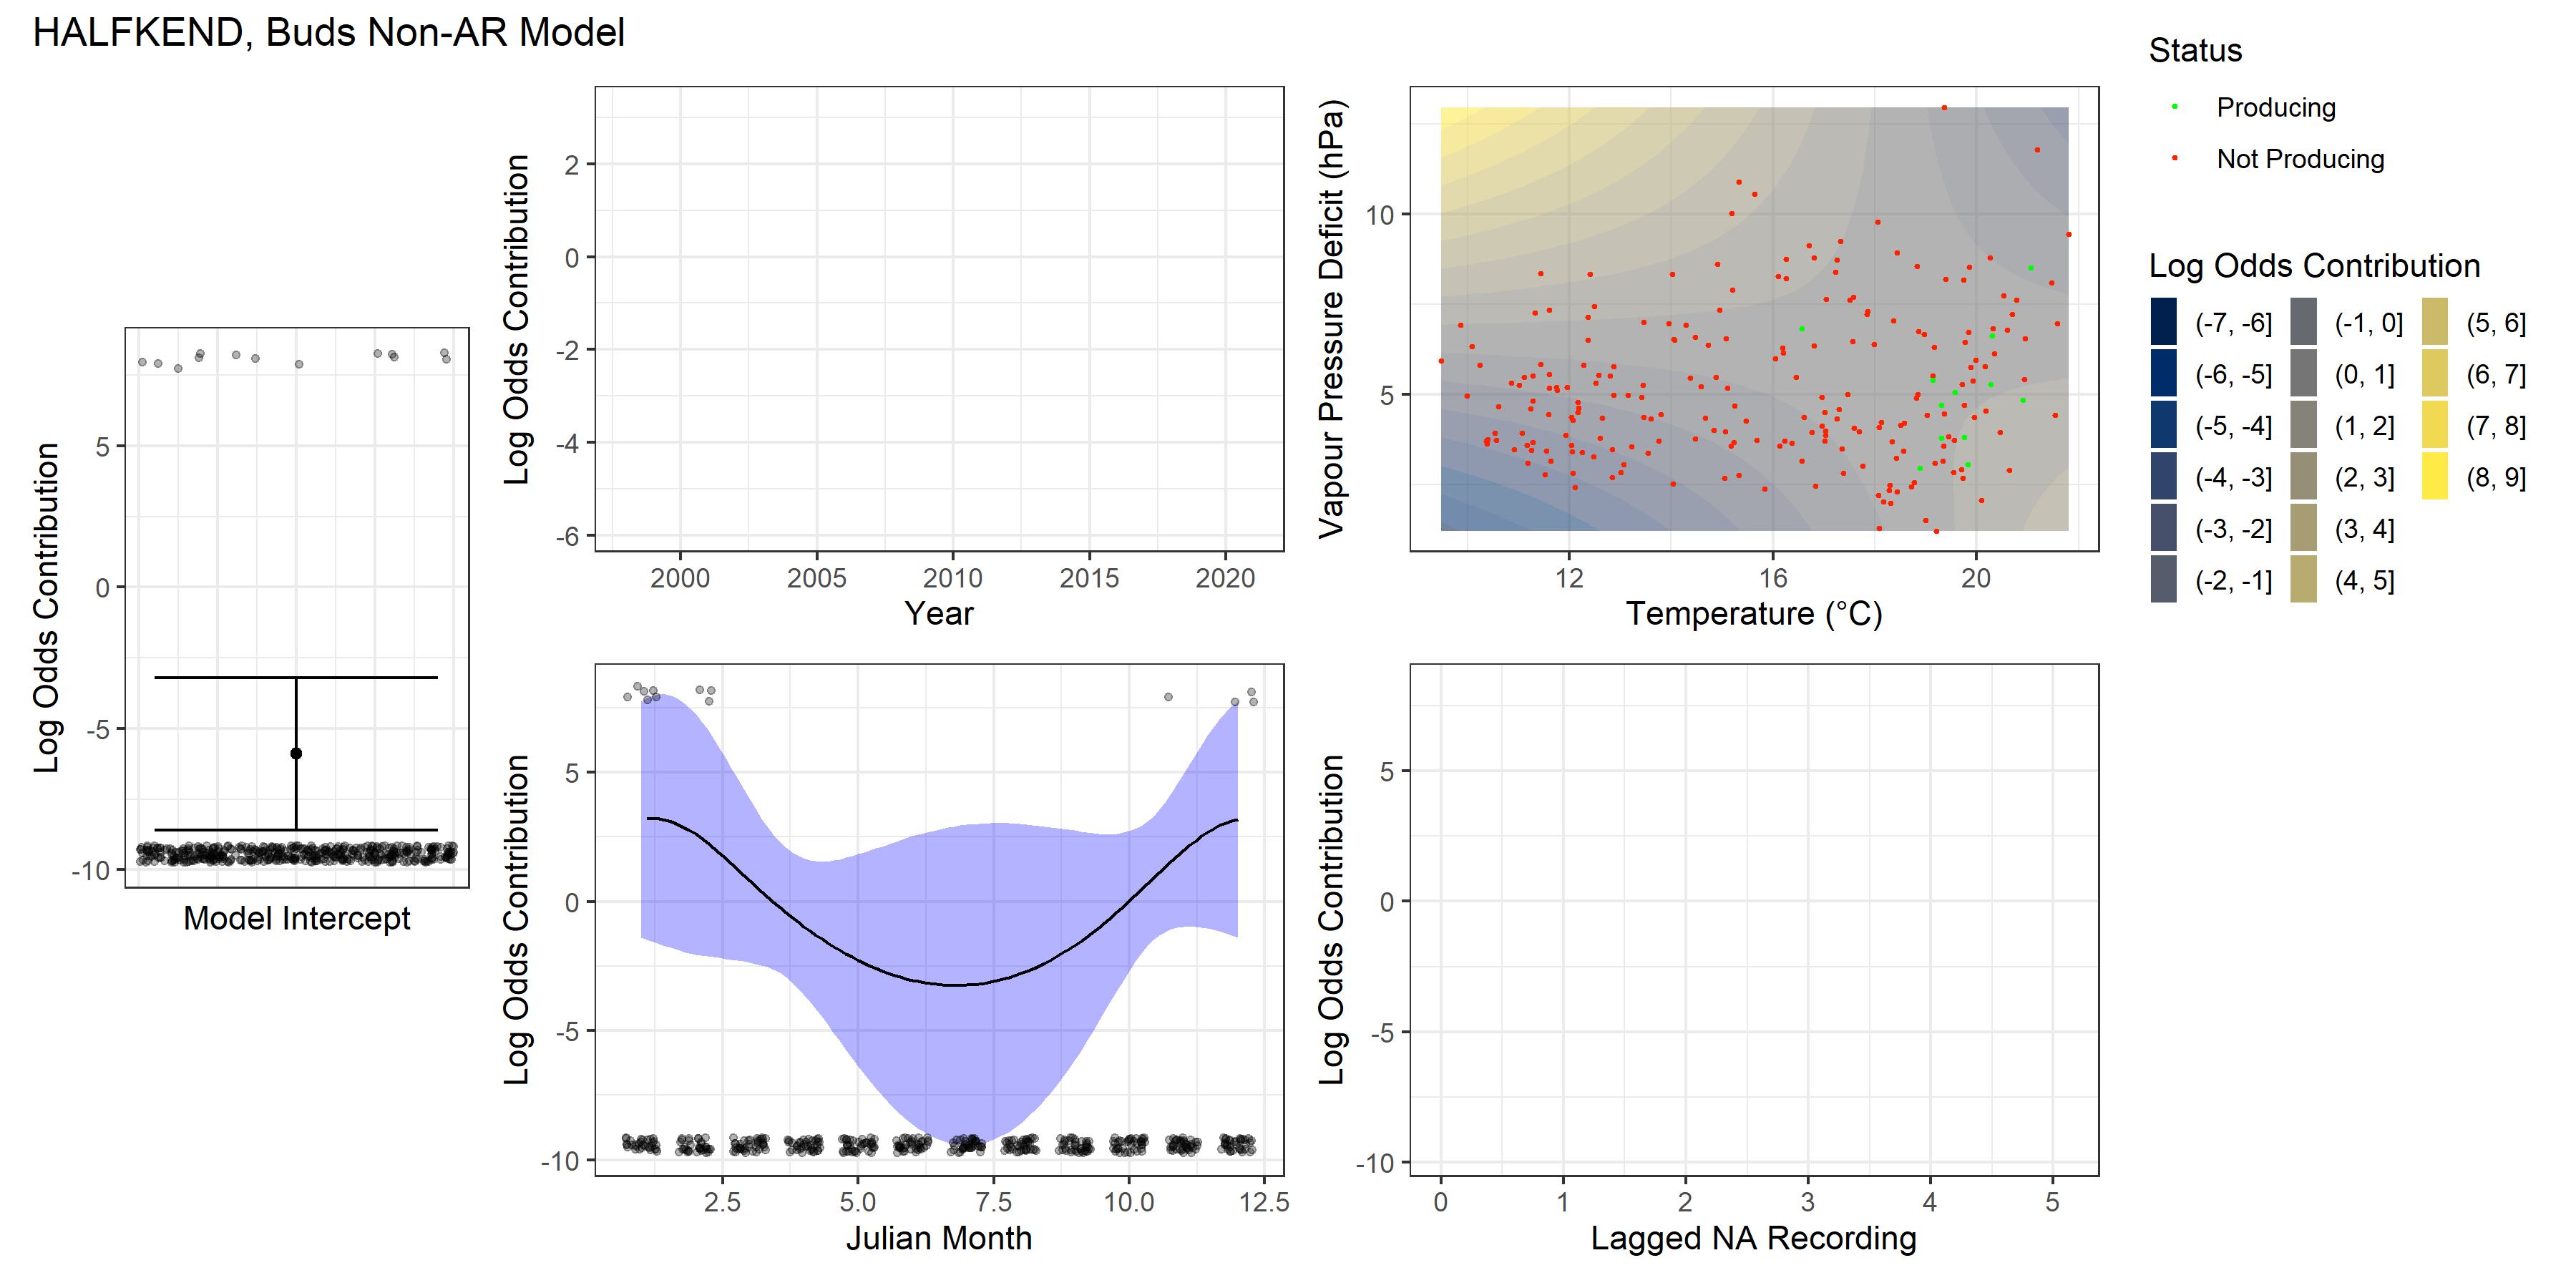 HALFKEND, Buds Non-AR Model
Log Odds Contribution
5
0
-5
-10
Model Intercept
Log Odds Contribution
2
0
-2
-4
-6
2000 2005 2010 2015 2020
Year
Vapour Pressure Deficit (hPa)
10
5
12 16 20
Temperature (°C)
Log Odds Contribution
5
0
-5
-10
2.5 5.0 7.5 10.0 12.5
Julian Month
Log Odds Contribution
5
0
-5
-10
0 1 2 3 4 5
Lagged NA Recording
Status
Producing
Not Producing
Log Odds Contribution
(-7, -6] (-1, 0] (5, 6]
(-6, -5] (0, 1] (6, 7]
(-5, -4] (1, 2] (7, 8]
(-4, -3] (2, 3] (8, 9]
(-3, -2] (3, 4]
(-2, -1] (4, 5]